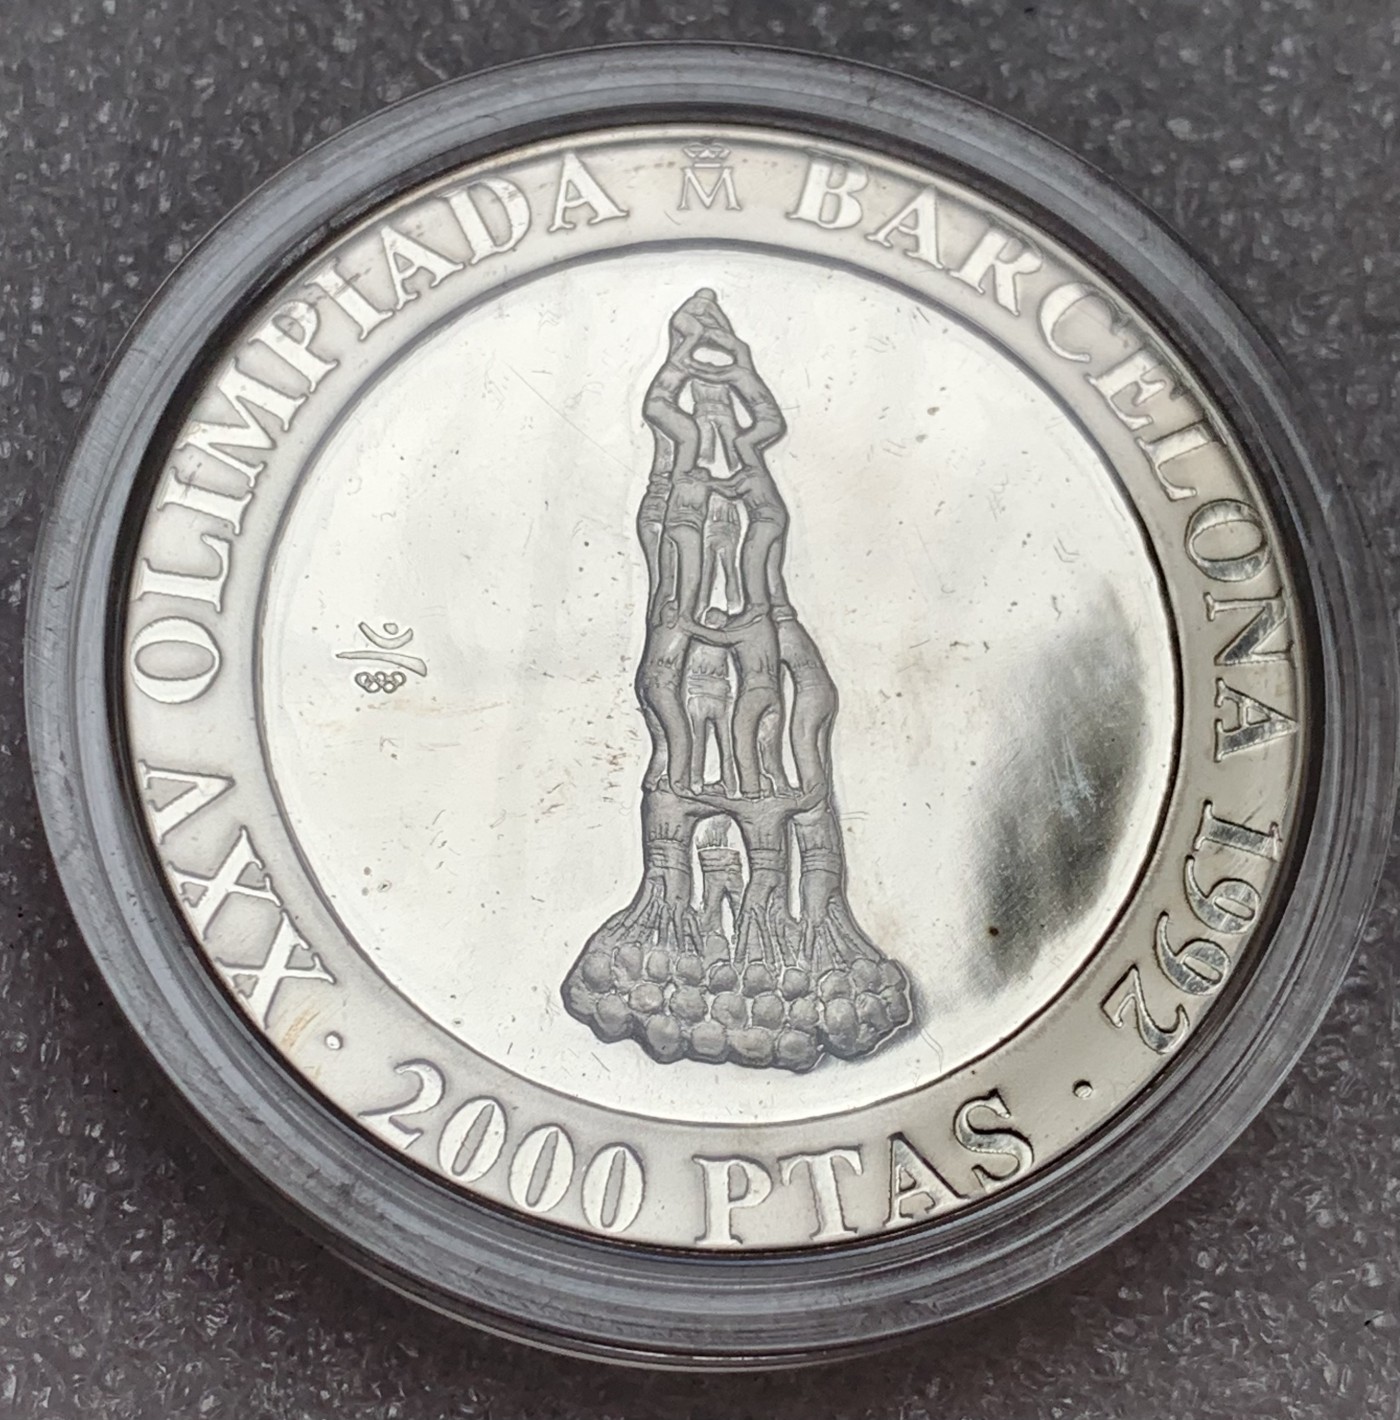 XXV OLIMPIADA M BARCELONA 1992 ·
2000 PTAS ·